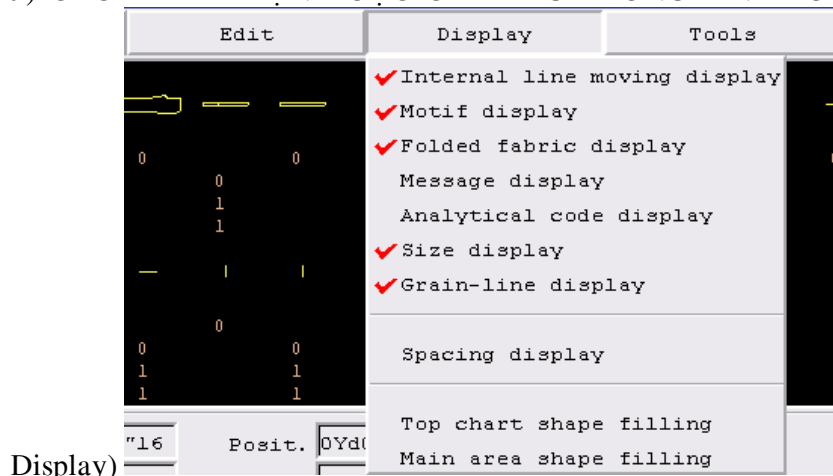 Edit Display Tools
✔Internal line moving display
✔Motif display
✔Folded fabric display
Message display
Analytical code display
✔Size display
✔Grain-line display
Spacing display
Top chart shape filling
Main area shape filling
0 0
0
1
1
0
0 0
1 1
1 1
"16 Posit. 0Yd
Display)